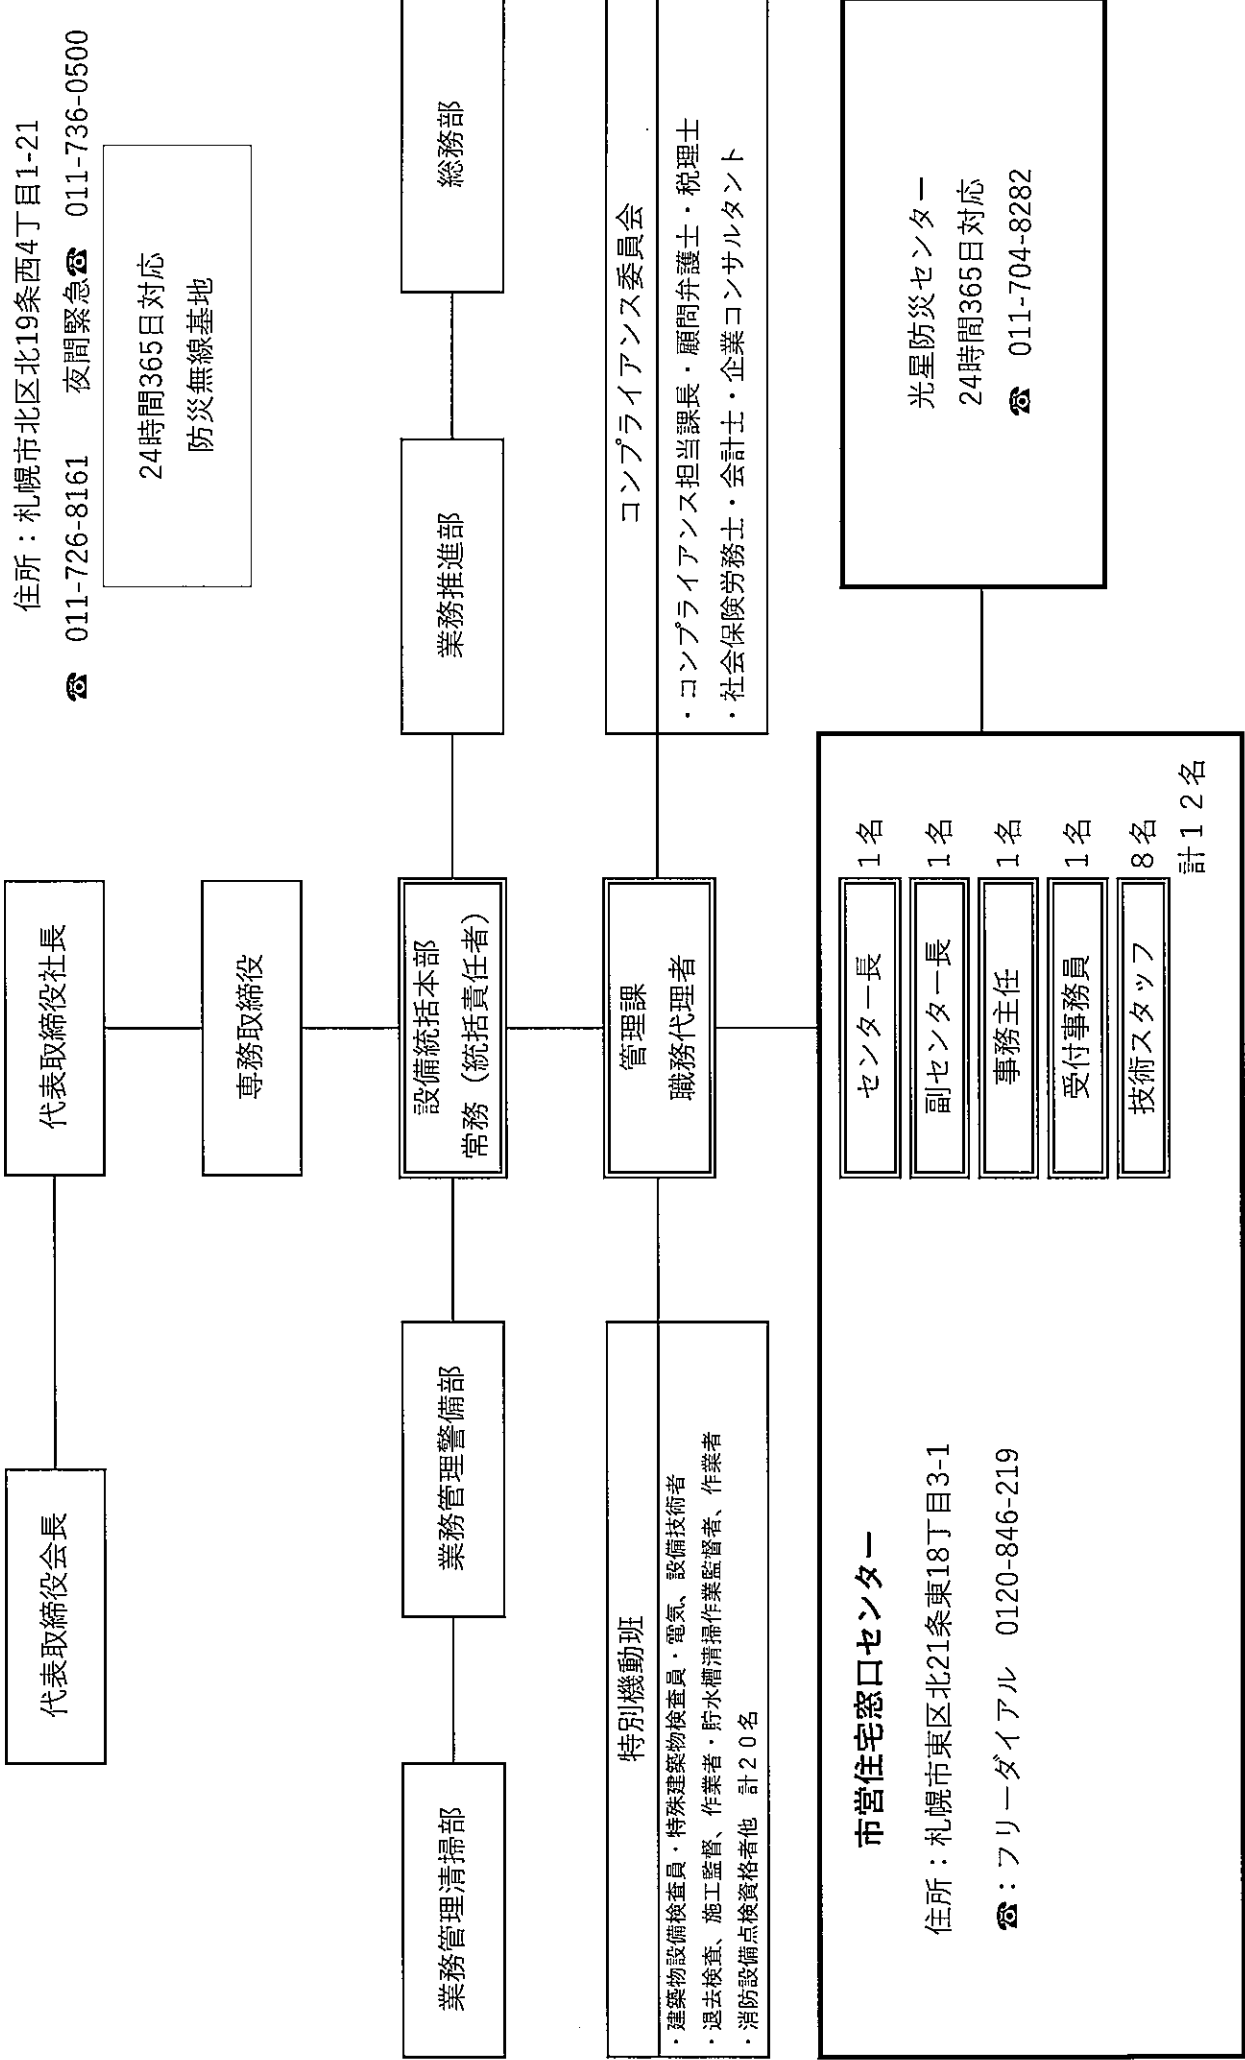 住所：札幌市北区北19条西4丁目1-21
☎ 011-726-8161 夜間緊急☎ 011-736-0500
24時間365日対応
防災無線基地
代表取締役会長
代表取締役社長
専務取締役
業務管理清掃部
業務管理警備部
設備統括本部
常務（統括責任者）
業務推進部
総務部
特別機動班
・建築物設備検査員・特殊建築物検査員・電気、設備技術者
・退去検査、施工監督、作業者・貯水槽清掃作業監督者、作業者
・消防設備点検資格者他 計２０名
管理課
職務代理者
コンプライアンス委員会
・コンプライアンス担当課長・顧問弁護士・税理士
・社会保険労務士・会計士・企業コンサルタント
市営住宅窓口センター
住所：札幌市東区北21条東18丁目3-1
☎：フリーダイアル 0120-846-219
センター長 １名
副センター長 １名
事務主任 １名
受付事務員 １名
技術スタッフ ８名
計１２名
光星防災センター
24時間365日対応
☎ 011-704-8282